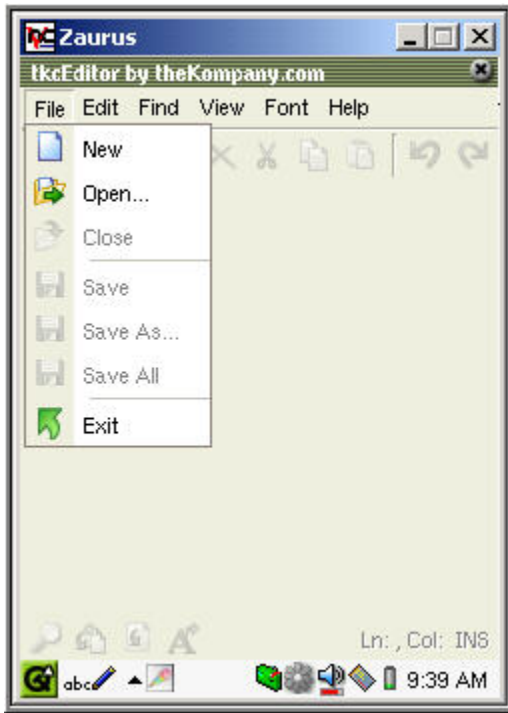 Zaurus
tkcEditor by theKompany.com
File Edit Find View Font Help
New
Open...
Close
Save
Save As...
Save All
Exit
Ln: , Col: INS
abc 9:39 AM